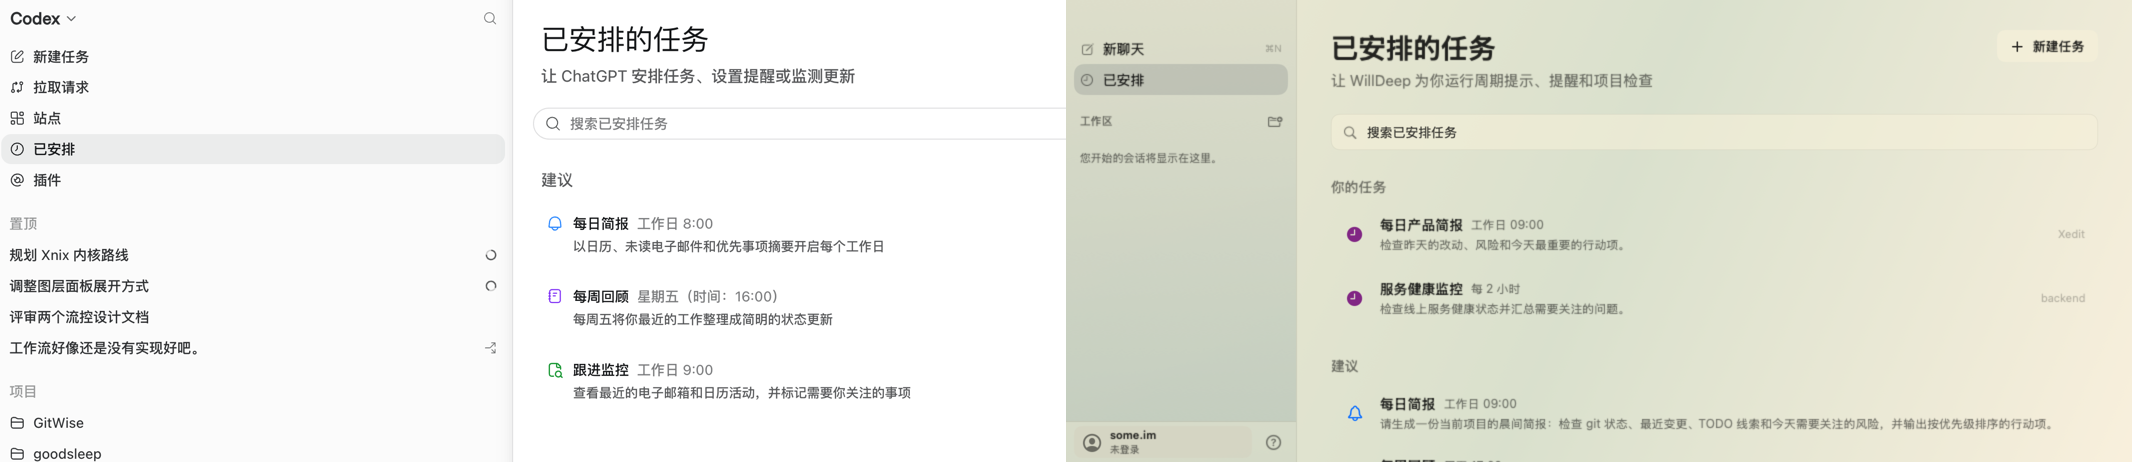 Codex
新建任务
拉取请求
站点
已安排
插件
置顶
规划 Xnix 内核路线
调整图层面板展开方式
评审两个流控设计文档
工作流好像还是没有实现好吧。
项目
GitWise
goodsleep
已安排的任务
让 ChatGPT 安排任务、设置提醒或监测更新
搜索已安排任务
建议
每日简报 工作日 8:00
以日历、未读电子邮件和优先事项摘要开启每个工作日
每周回顾 星期五（时间：16:00）
每周五将你最近的工作整理成简明的状态更新
跟进监控 工作日 9:00
查看最近的电子邮箱和日历活动，并标记需要你关注的事项
新聊天 ⌘N
已安排
工作区
您开始的会话将显示在这里。
some.im
未登录
已安排的任务
新建任务
让 WillDeep 为你运行周期提示、提醒和项目检查
搜索已安排任务
你的任务
每日产品简报 工作日 09:00
检查昨天的改动、风险和今天最重要的行动项。
Xedit
服务健康监控 每 2 小时
检查线上服务健康状态并汇总需要关注的问题。
backend
建议
每日简报 工作日 09:00
请生成一份当前项目的晨间简报：检查 git 状态、最近变更、TODO 线索和今天需要关注的风险，并输出按优先级排序的行动项。